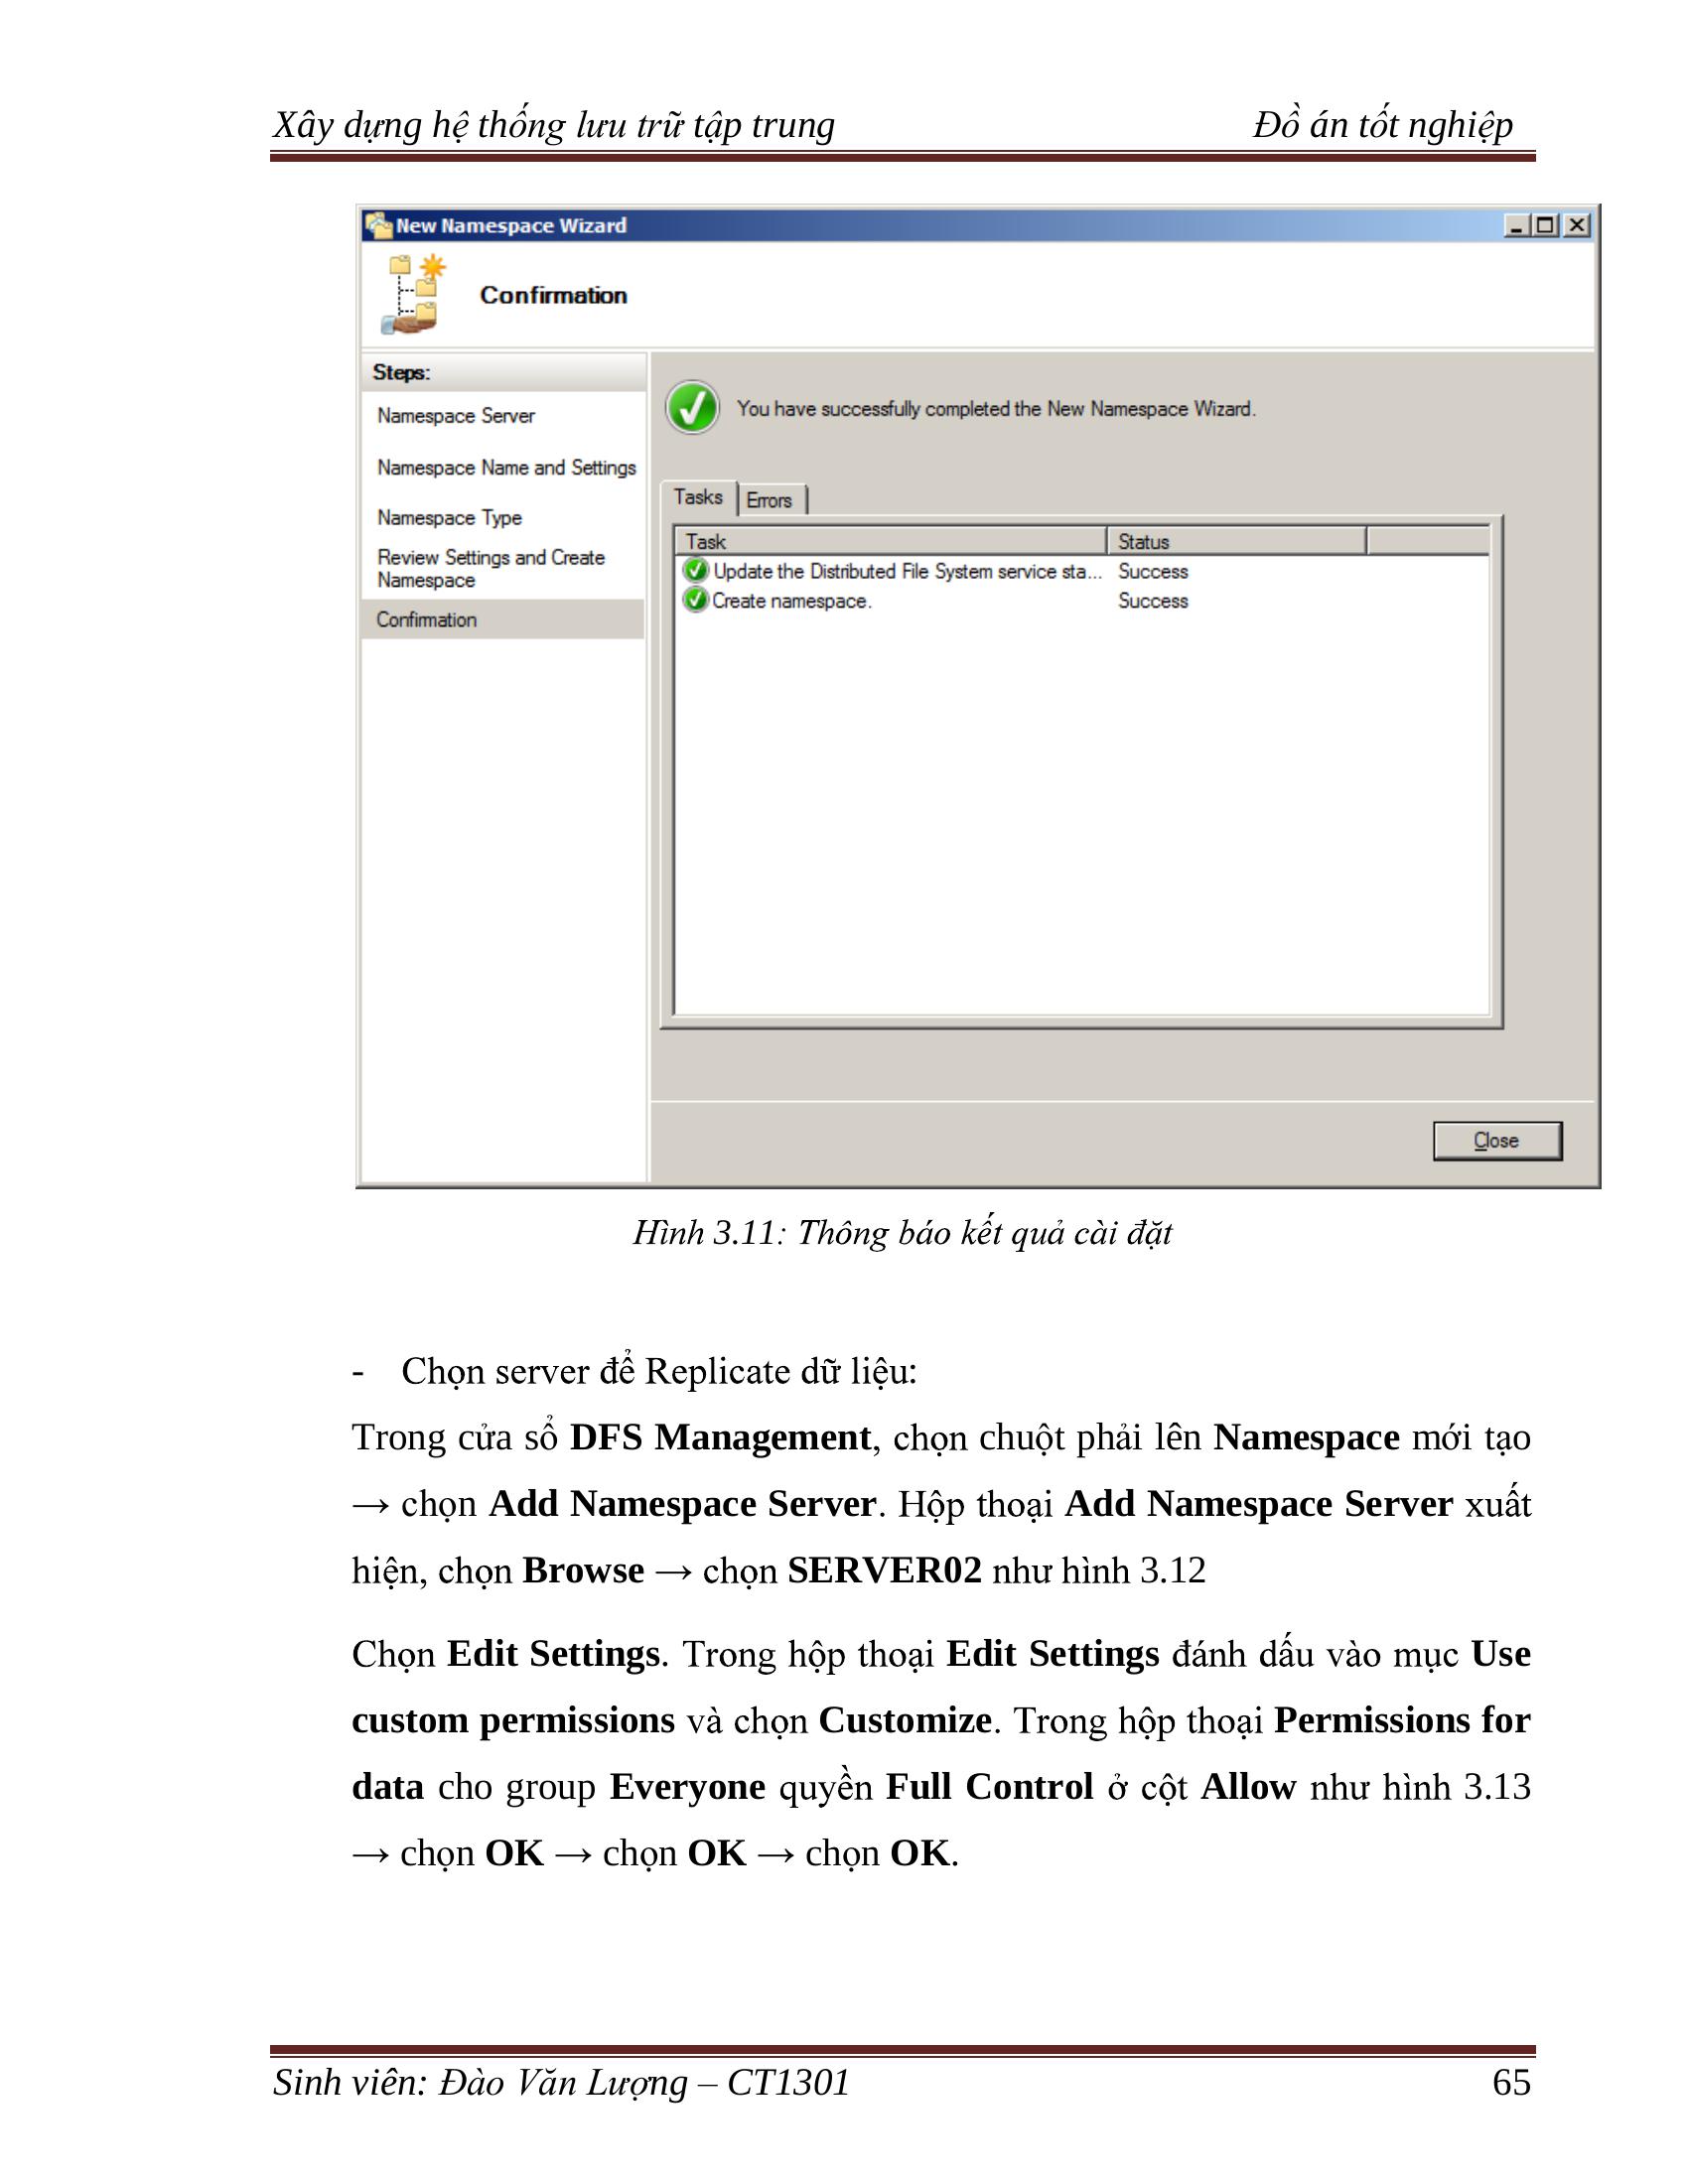 Xây dựng hệ thống lưu trữ tập trung Đồ án tốt nghiệp
New Namespace Wizard
Confirmation
Steps:
Namespace Server
Namespace Name and Settings
Namespace Type
Review Settings and Create
Namespace
Confirmation
You have successfully completed the New Namespace Wizard.
Tasks Errors
Task Status
Update the Distributed File System service sta... Success
Create namespace. Success
Close
Hình 3.11: Thông báo kết quả cài đặt
- Chọn server để Replicate dữ liệu:
Trong cửa sổ DFS Management, chọn chuột phải lên Namespace mới tạo
→ chọn Add Namespace Server. Hộp thoại Add Namespace Server xuất
hiện, chọn Browse → chọn SERVER02 như hình 3.12
Chọn Edit Settings. Trong hộp thoại Edit Settings đánh dấu vào mục Use
custom permissions và chọn Customize. Trong hộp thoại Permissions for
data cho group Everyone quyền Full Control ở cột Allow như hình 3.13
→ chọn OK → chọn OK → chọn OK.
Sinh viên: Đào Văn Lượng – CT1301 65